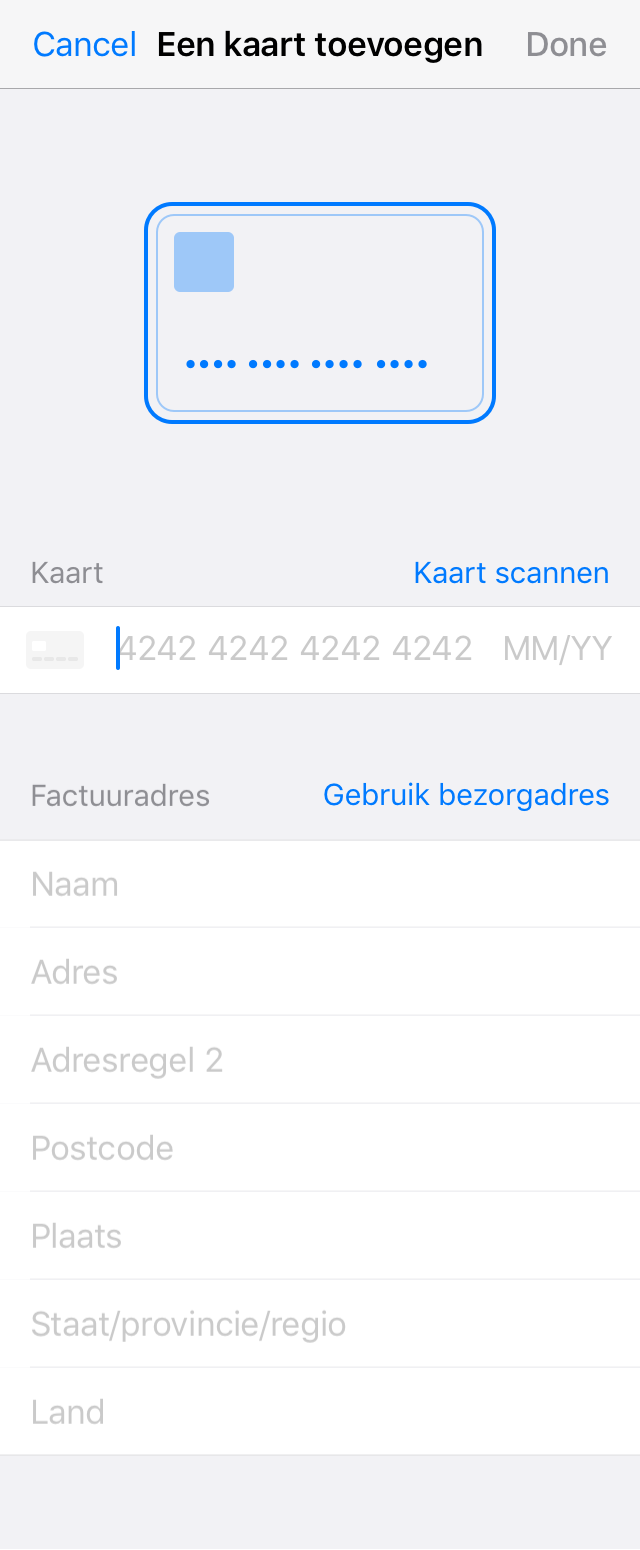 Cancel Een kaart toevoegen Done
Kaart Kaart scannen
4242 4242 4242 4242 MM/YY
Factuuradres Gebruik bezorgadres
Naam
Adres
Adresregel 2
Postcode
Plaats
Staat/provincie/regio
Land